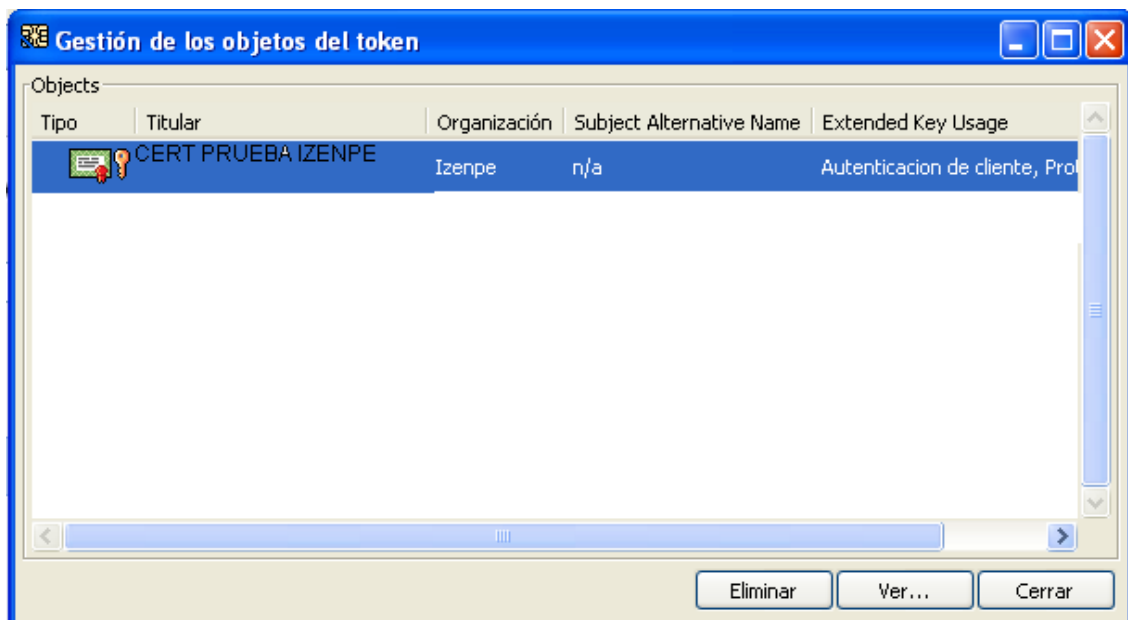 Gestión de los objetos del token
Objects
Tipo Titular Organización Subject Alternative Name Extended Key Usage
CERT PRUEBA IZENPE Izenpe n/a Autenticacion de cliente,
Eliminar Ver... Cerrar